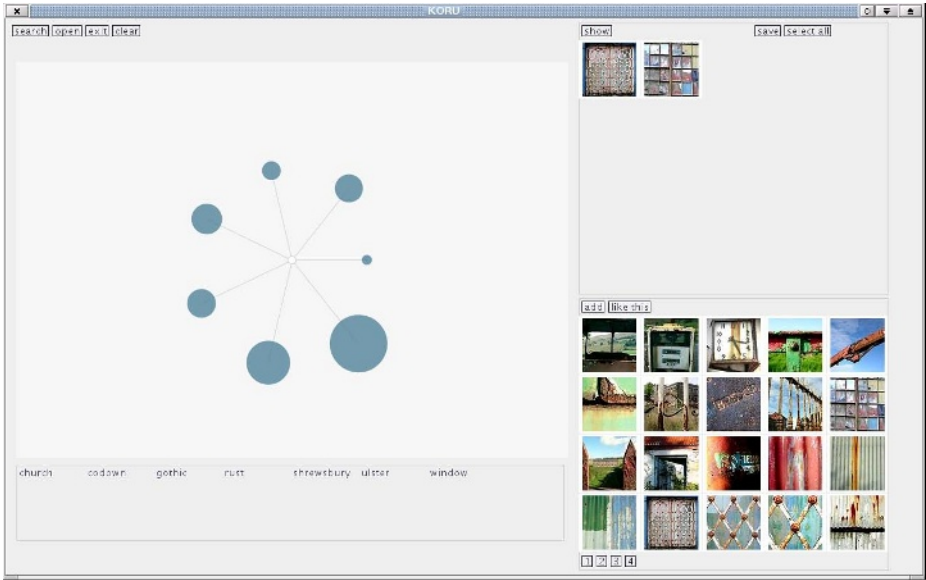 KORU
search open exit clear
show save select all
add like this
church codawn gothic rust shrewsbury ulster window
1 2 3 4